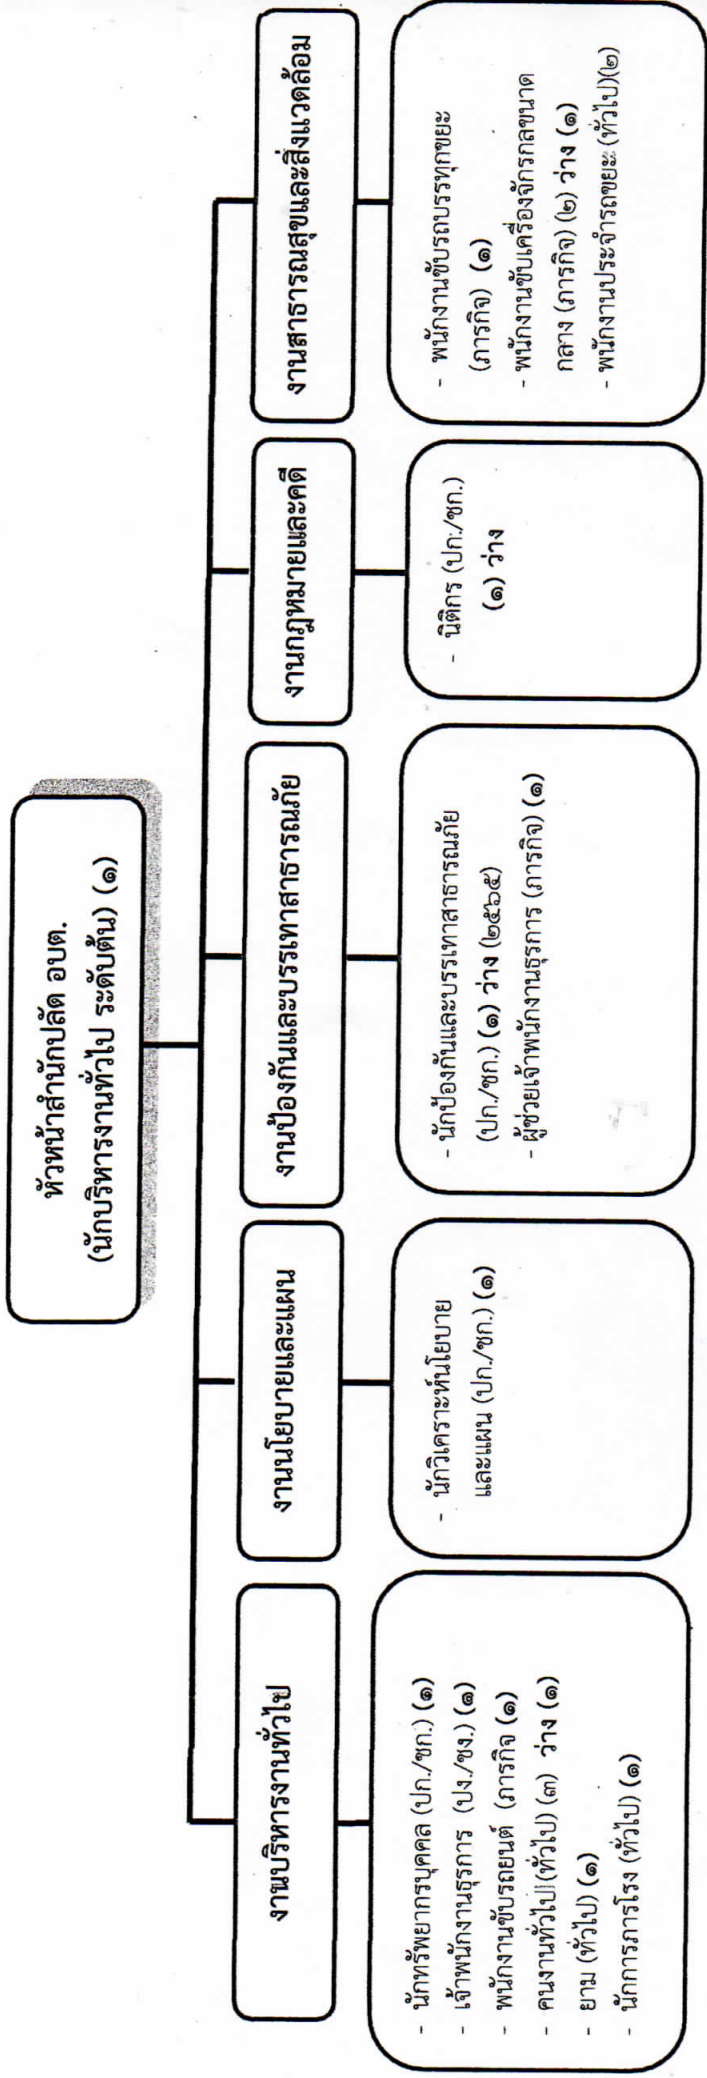 หัวหน้าสำนักปลัด อบต.
(นักบริหารงานทั่วไป ระดับต้น) (๑)
งานบริหารงานทั่วไป
- นักทรัพยากรบุคคล (ปก./ชก.) (๑)
- เจ้าพนักงานธุรการ (ปง./ชง.) (๑)
- พนักงานขับรถยนต์ (ภารกิจ (๑)
- คนงานทั่วไป (ทั่วไป) (๓) ว่าง (๑)
- ยาม (ทั่วไป) (๑)
- นักการภารโรง (ทั่วไป) (๑)
งานนโยบายและแผน
- นักวิเคราะห์นโยบาย
และแผน (ปก./ชก.) (๑)
งานป้องกันและบรรเทาสาธารณภัย
- นักป้องกันและบรรเทาสาธารณภัย
(ปก./ชก.) (๑) ว่าง (๒๕๖๕)
- ผู้ช่วยเจ้าพนักงานธุรการ (ภารกิจ) (๑)
งานกฎหมายและคดี
- นิติกร (ปก./ชก.)
(๑) ว่าง
งานสาธารณสุขและสิ่งแวดล้อม
- พนักงานขับรถบรรทุกขยะ
(ภารกิจ) (๑)
- พนักงานขับเครื่องจักรกลขนาด
กลาง (ภารกิจ) (๒) ว่าง (๑)
- พนักงานประจำรถขยะ (ทั่วไป)(๒)